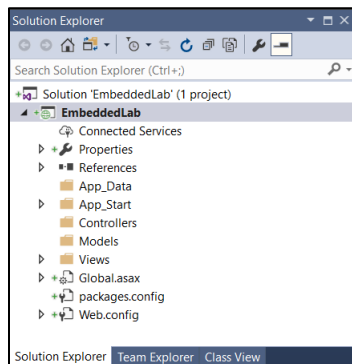 Solution Explorer
Search Solution Explorer (Ctrl+;)
Solution 'EmbeddedLab' (1 project)
EmbeddedLab
Connected Services
Properties
References
App_Data
App_Start
Controllers
Models
Views
Global.asax
packages.config
Web.config
Solution Explorer Team Explorer Class View